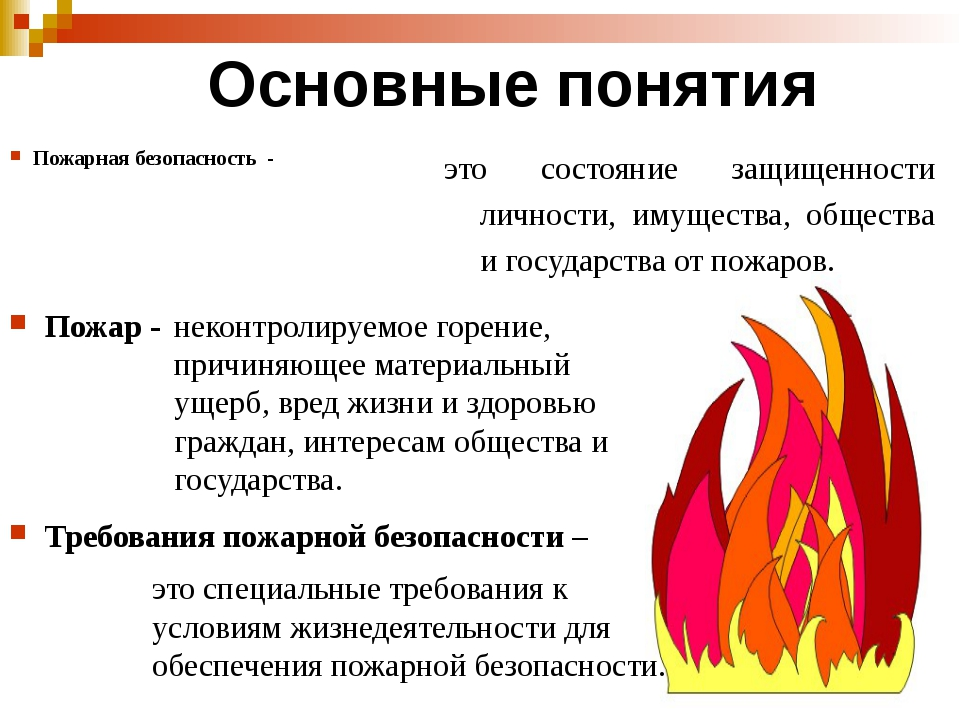 Основные понятия
Пожарная безопасность -
это состояние защищенности
личности, имущества, общества
и государства от пожаров.
Пожар - неконтролируемое горение,
причиняющее материальный
ущерб, вред жизни и здоровью
граждан, интересам общества и
государства.
Требования пожарной безопасности –
это специальные требования к
условиям жизнедеятельности для
обеспечения пожарной безопасности.